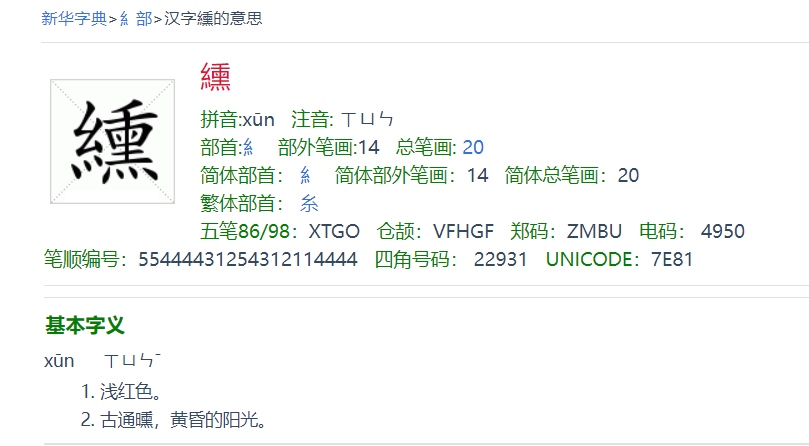 新华字典>糹部>汉字纁的意思
纁
纁
拼音:xūn 注音: ㄒㄩㄣ
部首:糹 部外笔画:14 总笔画: 20
简体部首： 糹 简体部外笔画：14 简体总笔画：20
繁体部首： 糸
五笔86/98：XTGO 仓颉：VFHGF 郑码：ZMBU 电码： 4950
笔顺编号：55444431254312114444 四角号码： 22931 UNICODE：7E81
基本字义
xūn ㄒㄩㄣˉ
1. 浅红色。
2. 古通曛，黄昏的阳光。